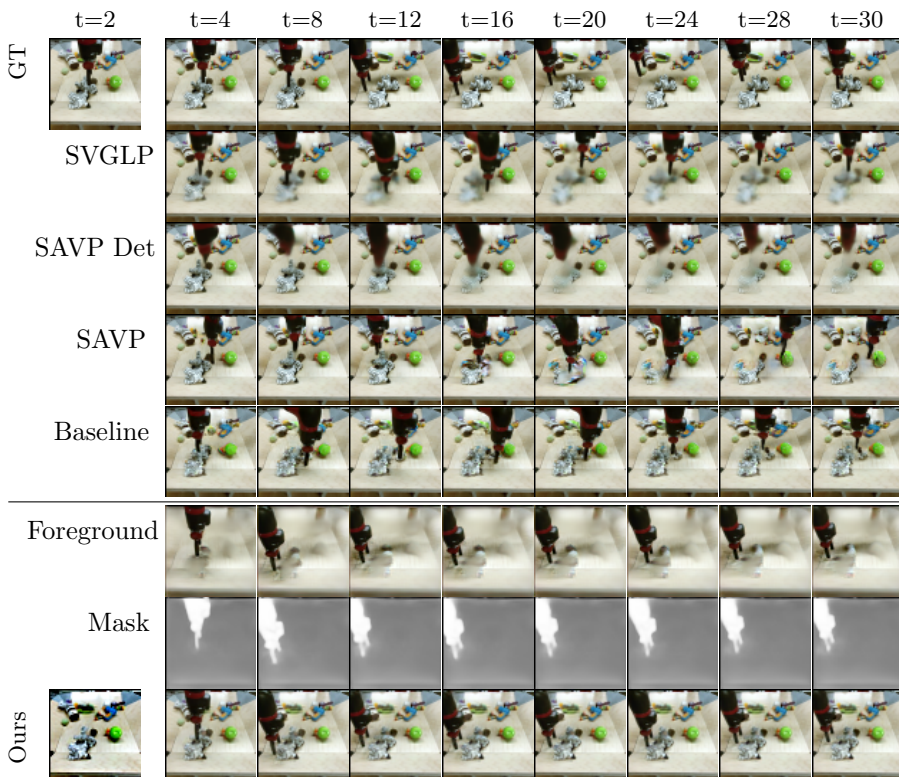 t=2 t=4 t=8 t=12 t=16 t=20 t=24 t=28 t=30
GT
SVGLP
SAVP Det
SAVP
Baseline
Foreground
Mask
Ours